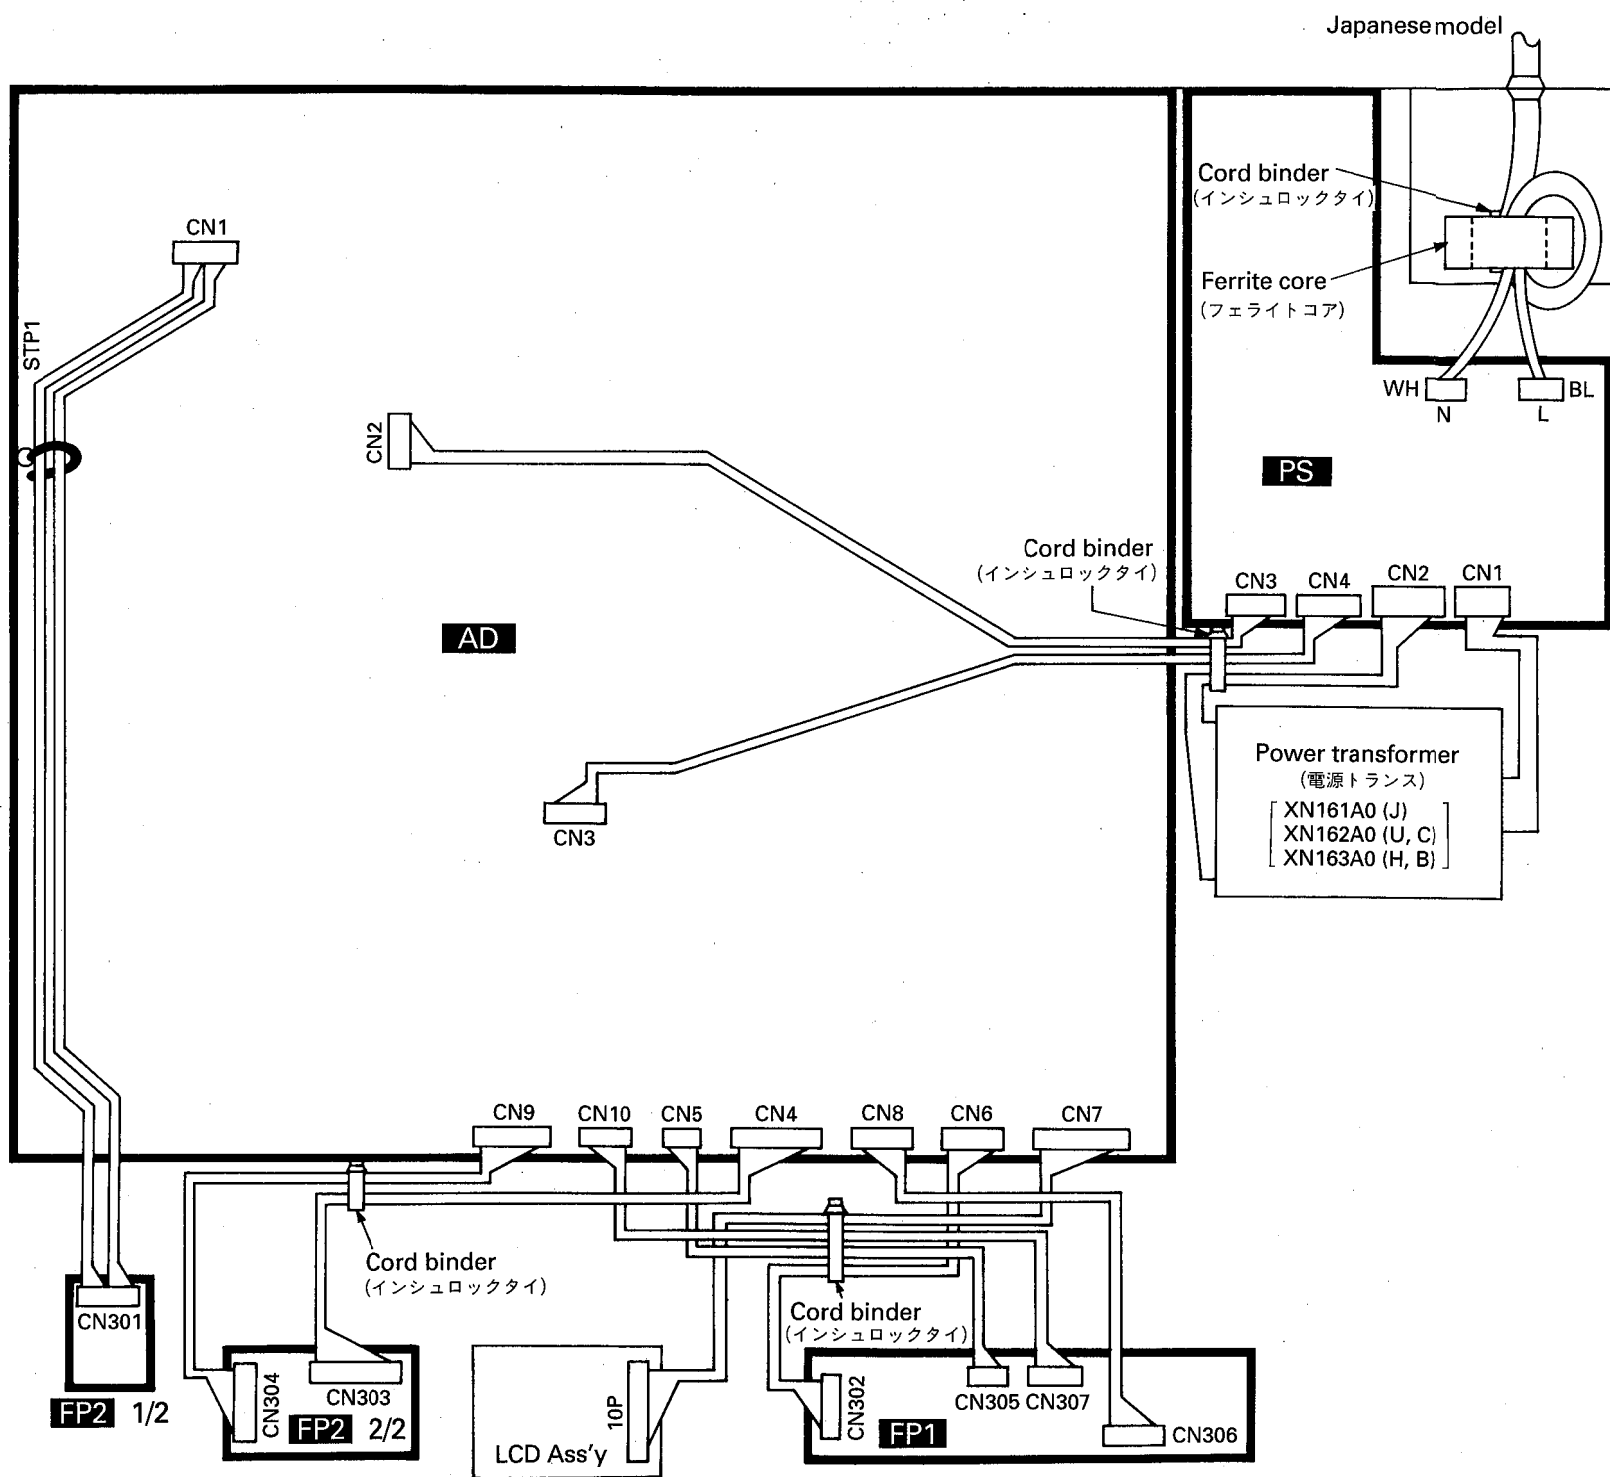 Japanese model
Cord binder
(インシュロックタイ)
Ferrite core
(フェライトコア)
WH
N
BL
L
PS
CN1
STP1
CN2
Cord binder
(インシュロックタイ)
CN3
CN4
CN2
CN1
AD
Power transformer
(電源トランス)
XN161A0 (J)
XN162A0 (U, C)
XN163A0 (H, B)
CN3
CN9
CN10
CN5
CN4
CN8
CN6
CN7
Cord binder
(インシュロックタイ)
Cord binder
(インシュロックタイ)
CN301
FP2 1/2
CN304
CN303
FP2 2/2
10P
LCD Ass'y
CN302
CN305
CN307
FP1
CN306